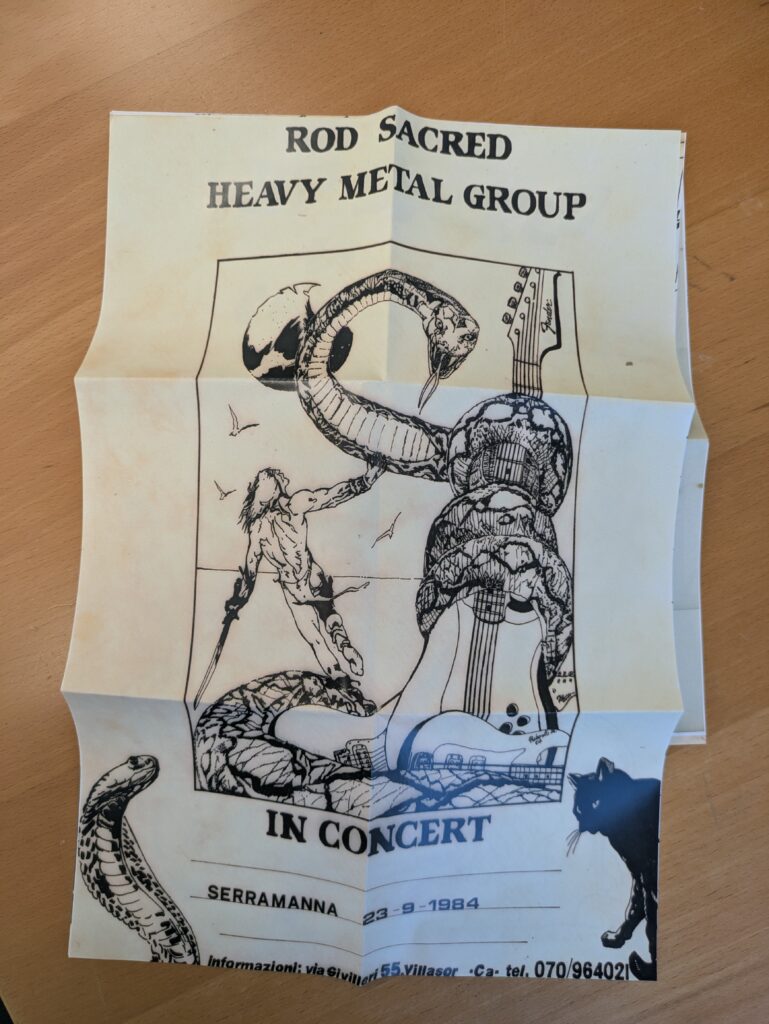 ROD SACRED
HEAVY METAL GROUP
Fender
IN CONCERT
SERRAMANNA 23-9-1984
informazioni: via Givilleri 55.Villasor -Ca- tel. 070/964021